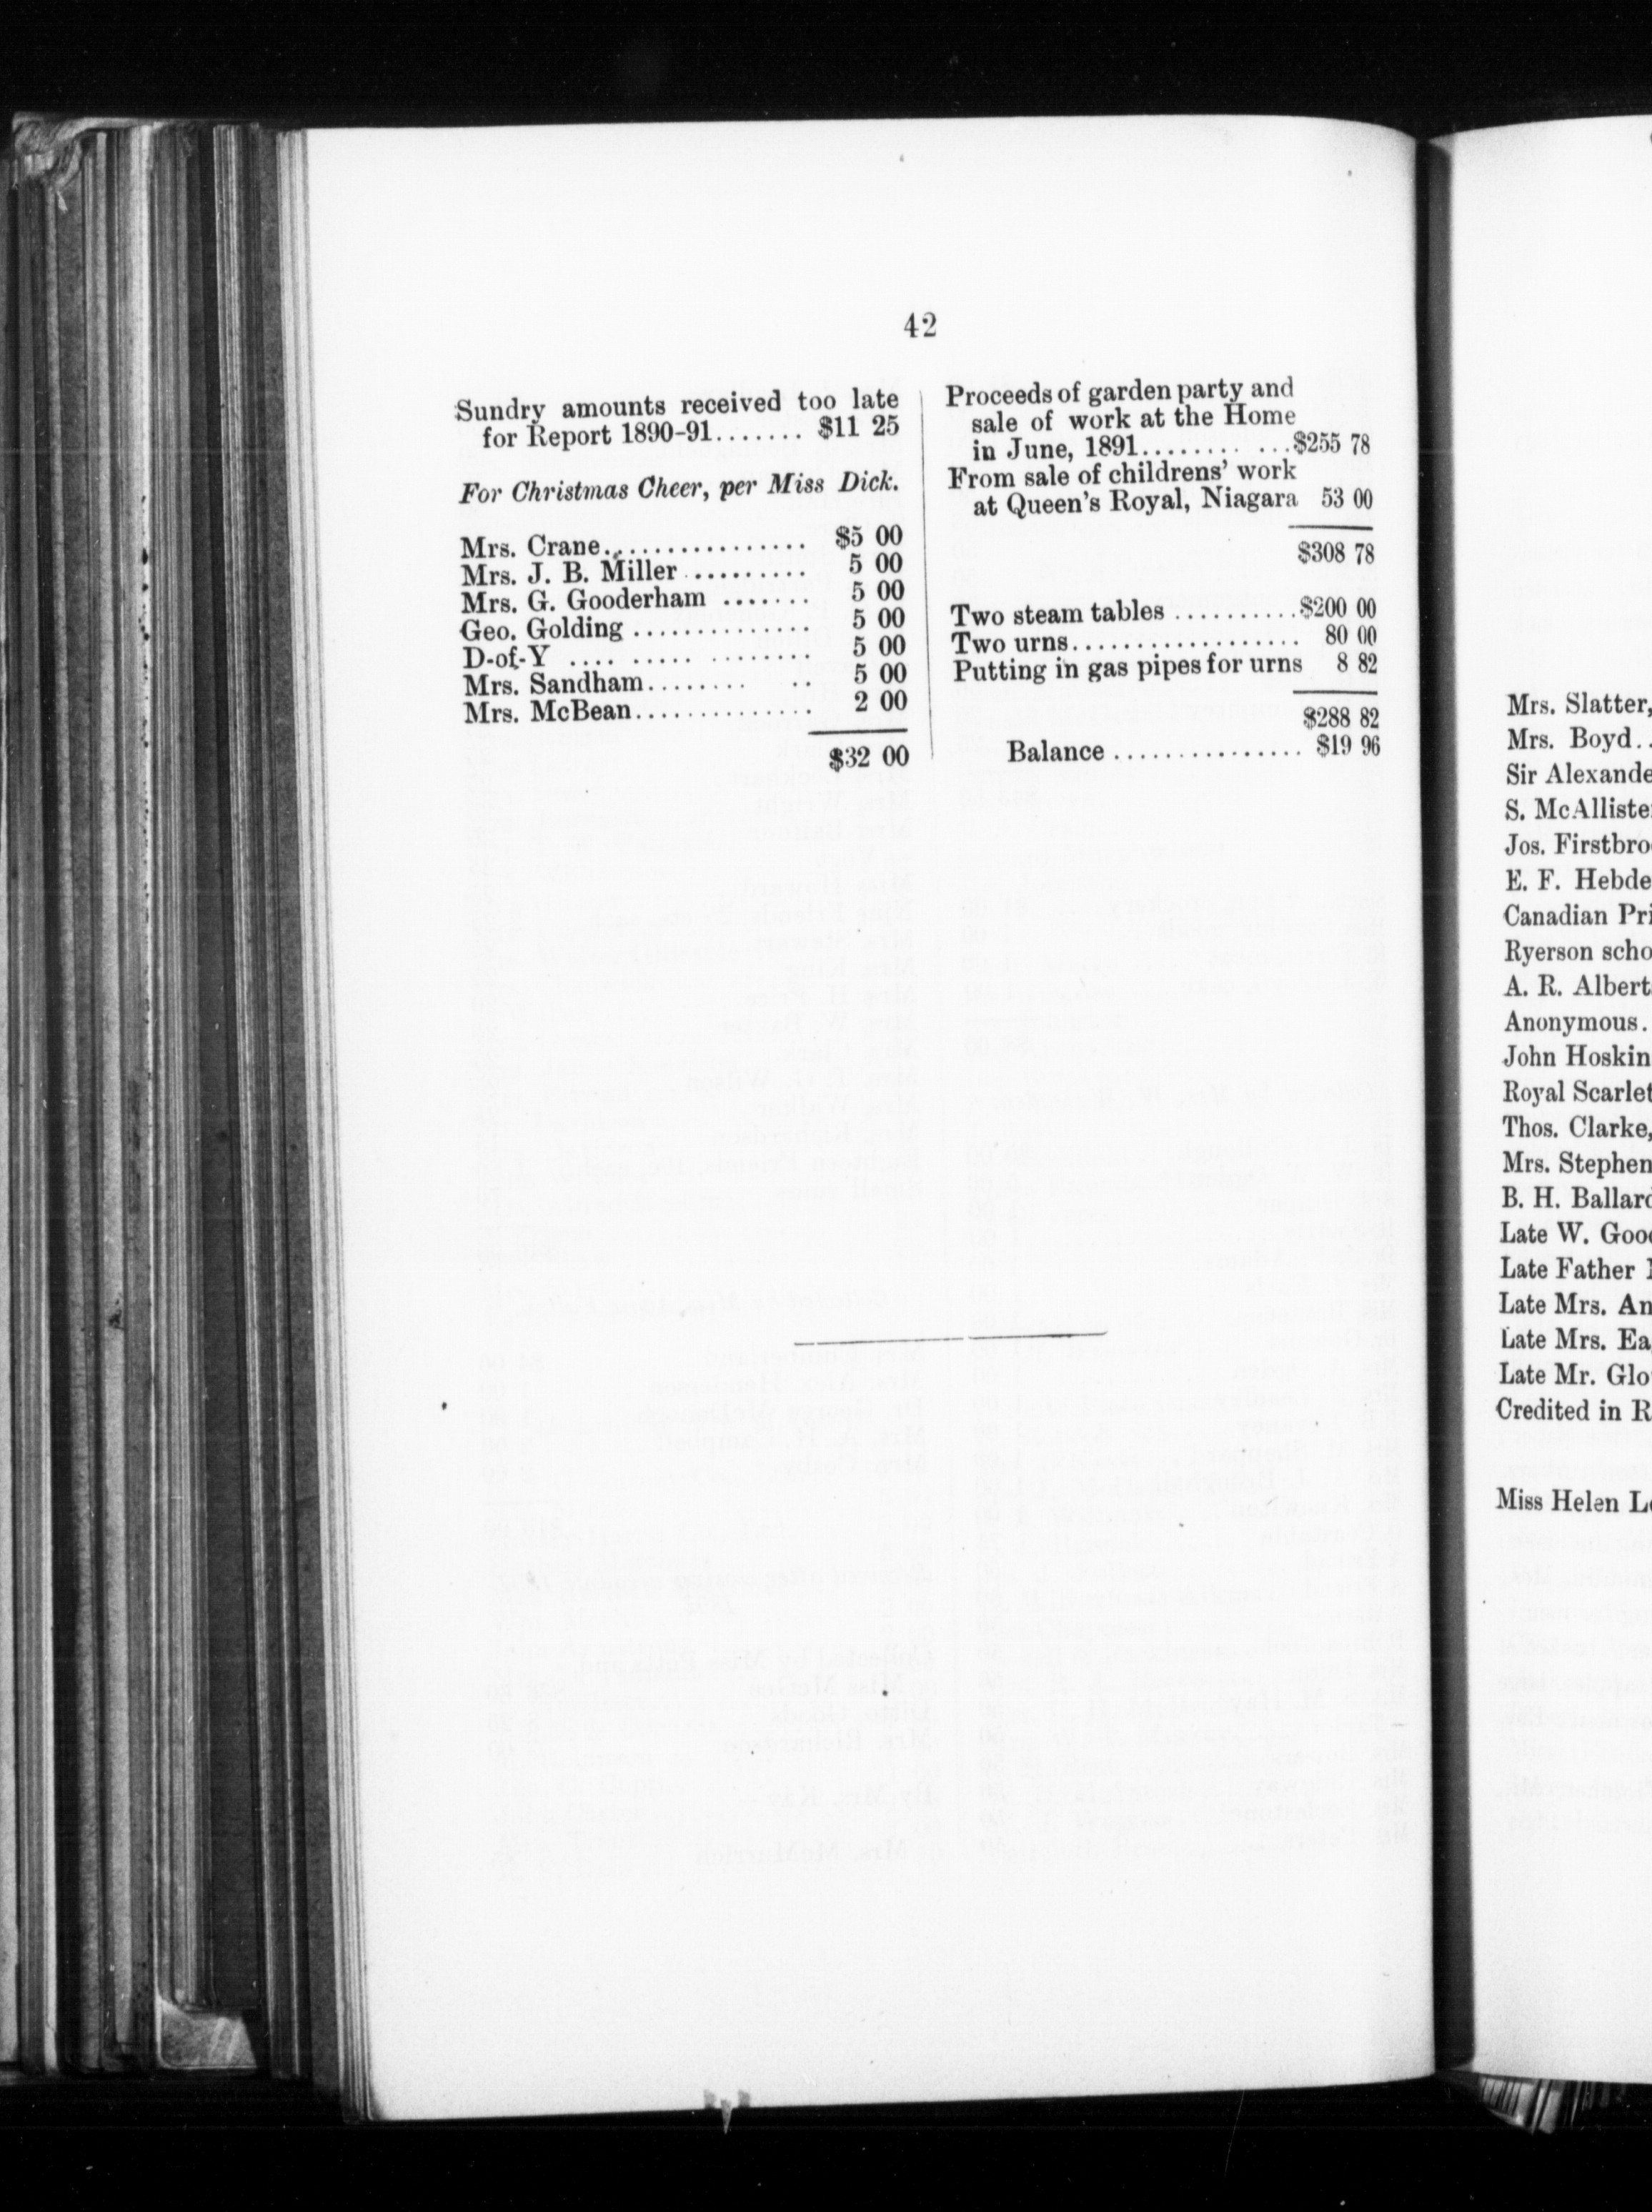 42
Sundry amounts received too late
for Report 1890-91....... $11 25
For Christmas Cheer, per Miss Dick.
Mrs. Crane................ $5 00
Mrs. J. B. Miller.......... 5 00
Mrs. G. Gooderham ....... 5 00
Geo. Golding .............. 5 00
D-of-Y .... ..... ........ 5 00
Mrs. Sandham........ .. 5 00
Mrs. McBean.............. 2 00
$32 00
Proceeds of garden party and
sale of work at the Home
in June, 1891........ ...$255 78
From sale of childrens' work
at Queen's Royal, Niagara 53 00
$308 78
Two steam tables ..........$200 00
Two urns.................. 80 00
Putting in gas pipes for urns 8 82
$288 82
Balance ............... $19 96
Mrs. Slatter,
Mrs. Boyd..
Sir Alexande
S. McAllister
Jos. Firstbro
E. F. Hebde
Canadian Pri
Ryerson scho
A. R. Albert
Anonymous.
John Hoskin
Royal Scarlet
Thos. Clarke,
Mrs. Stephen
B. H. Ballard
Late W. Good
Late Father
Late Mrs. An
Late Mrs. Ea
Late Mr. Glo
Credited in R
Miss Helen L